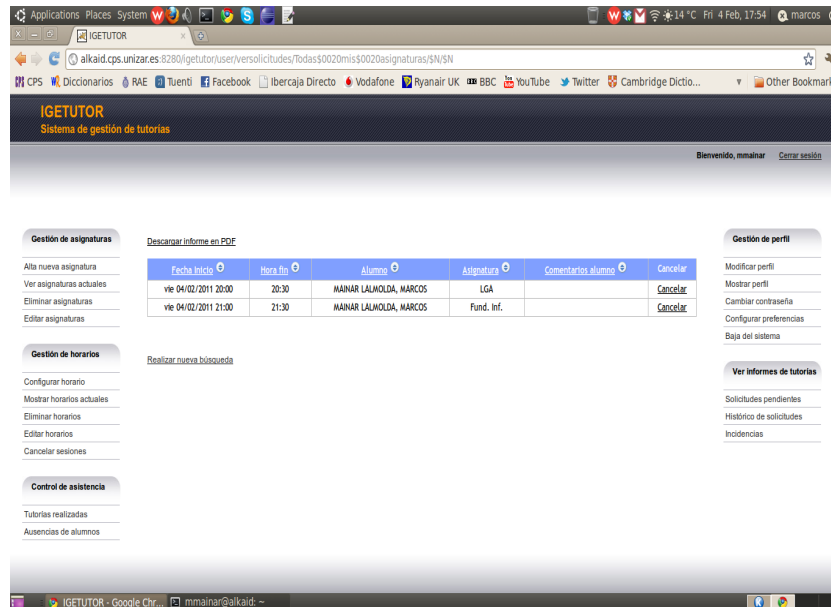 Applications Places System 14 °C Fri 4 Feb, 17:54 marcos
IGETUTOR
alkaid.cps.unizar.es:8280/igetutor/user/versolicitudes/Todas$0020mis$0020asignaturas/$N/$N
CPS Diccionarios RAE Tuenti Facebook Ibercaja Directo Vodafone Ryanair UK BBC YouTube Twitter Cambridge Dictio... Other Bookmark
IGETUTOR
Sistema de gestión de tutorías
Bienvenido, mmainar Cerrar sesión
Gestión de asignaturas
Alta nueva asignatura
Ver asignaturas actuales
Eliminar asignaturas
Editar asignaturas
Gestión de horarios
Configurar horario
Mostrar horarios actuales
Eliminar horarios
Editar horarios
Cancelar sesiones
Control de asistencia
Tutorías realizadas
Ausencias de alumnos
Descargar informe en PDF
Fecha Inicio Hora fin Alumno Asignatura Comentarios alumno Cancelar
vie 04/02/2011 20:00 20:30 MAINAR LALMOLDA, MARCOS LGA Cancelar
vie 04/02/2011 21:00 21:30 MAINAR LALMOLDA, MARCOS Fund. Inf. Cancelar
Realizar nueva búsqueda
Gestión de perfil
Modificar perfil
Mostrar perfil
Cambiar contraseña
Configurar preferencias
Baja del sistema
Ver informes de tutorías
Solicitudes pendientes
Histórico de solicitudes
Incidencias
IGETUTOR - Google Chr... mmainar@alkaid: ~